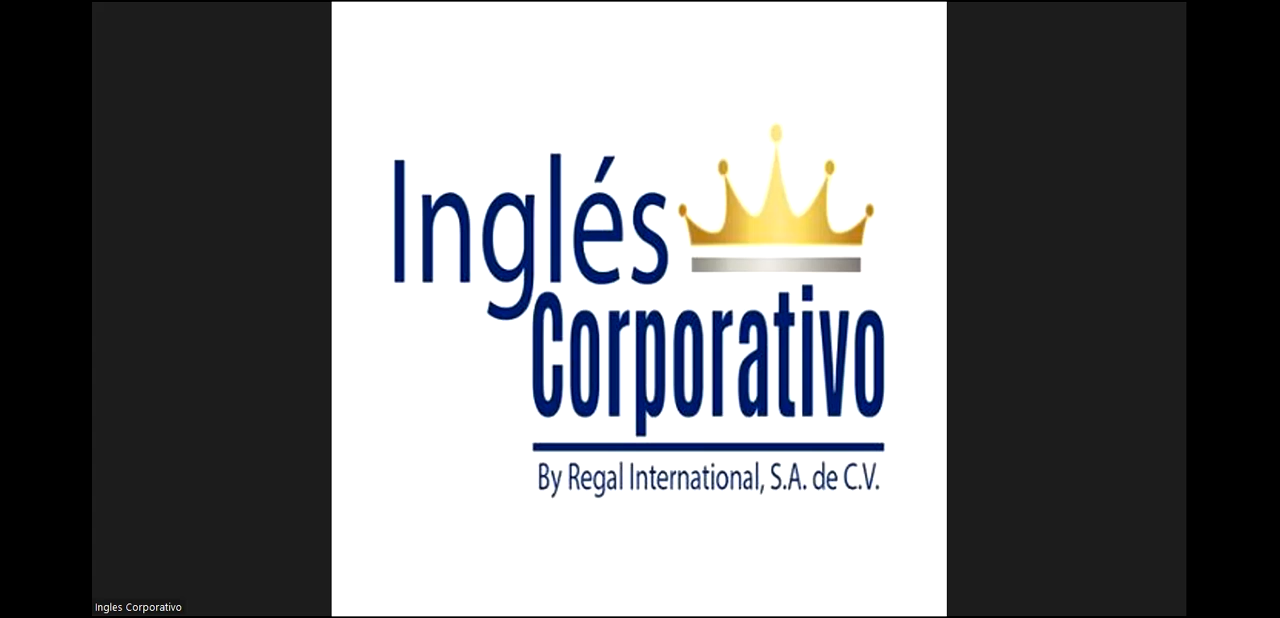 Inglés
Corporativo
By Regal International, S.A. de C.V.
Ingles Corporativo